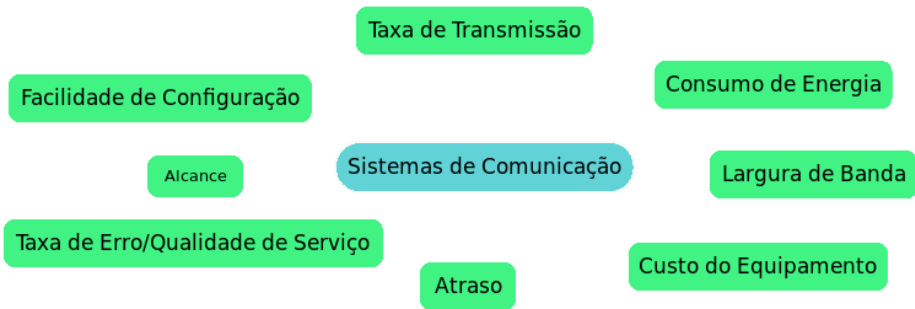 Taxa de Transmissão
Consumo de Energia
Facilidade de Configuração
Sistemas de Comunicação
Alcance
Largura de Banda
Taxa de Erro/Qualidade de Serviço
Custo do Equipamento
Atraso